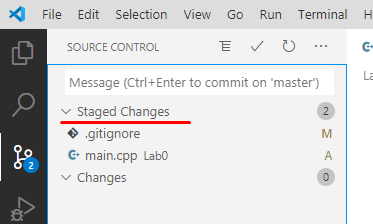 File Edit Selection View Go Run Terminal H
SOURCE CONTROL
Message (Ctrl+Enter to commit on 'master')
Staged Changes 2
.gitignore M
main.cpp Lab0 A
2
Changes 0
La